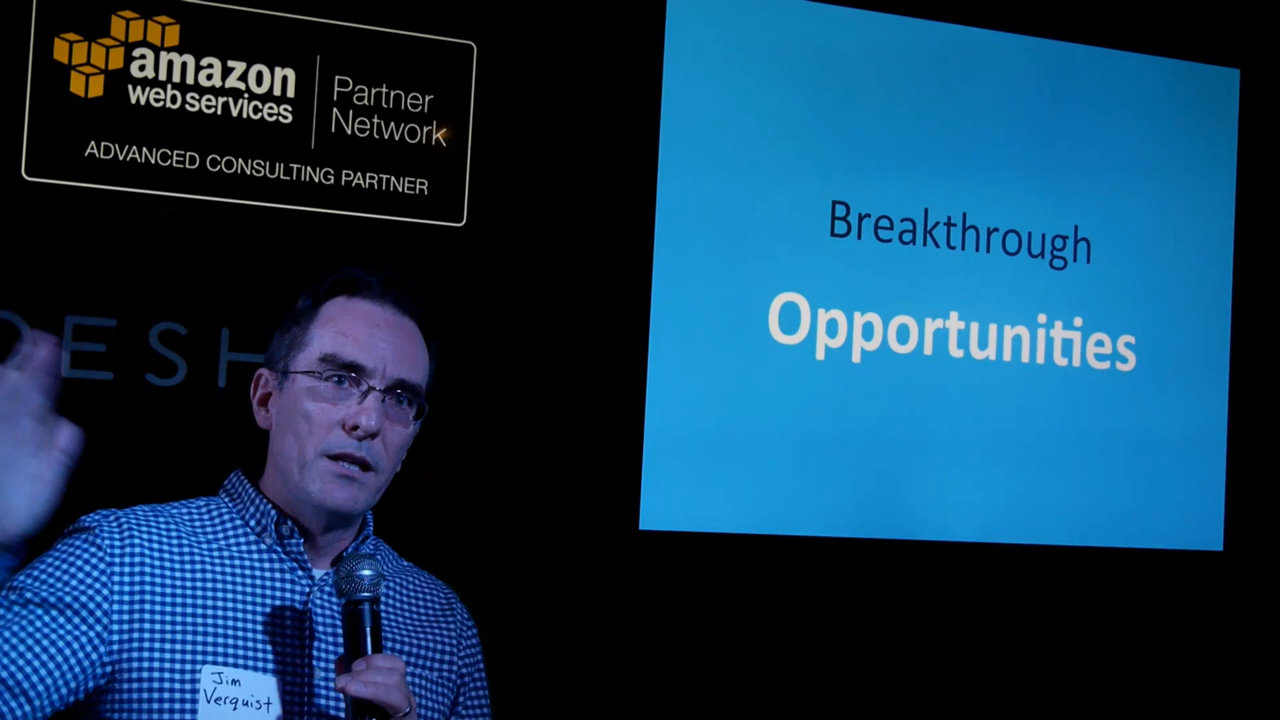 amazon
web services
Partner
Network
ADVANCED CONSULTING PARTNER
Breakthrough
Opportunities
Jim
Verquist